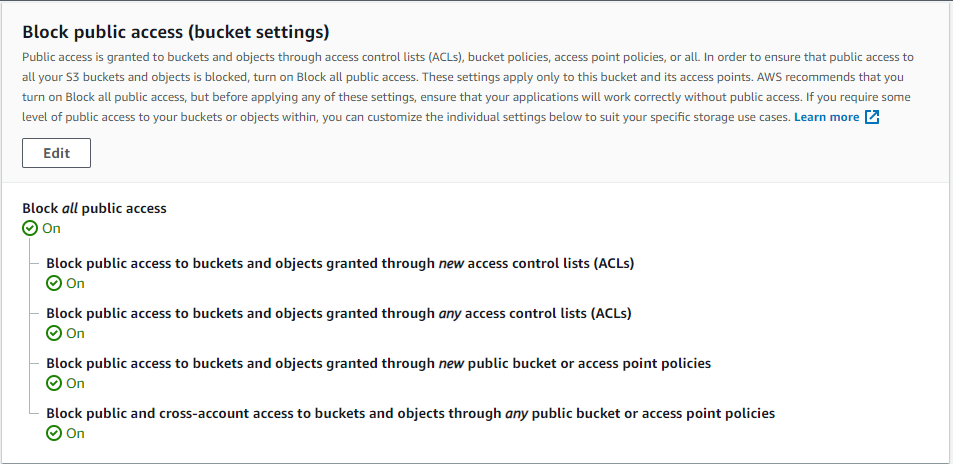 Block public access (bucket settings)
Public access is granted to buckets and objects through access control lists (ACLs), bucket policies, access point policies, or all. In order to ensure that public access to
all your S3 buckets and objects is blocked, turn on Block all public access. These settings apply only to this bucket and its access points. AWS recommends that you
turn on Block all public access, but before applying any of these settings, ensure that your applications will work correctly without public access. If you require some
level of public access to your buckets or objects within, you can customize the individual settings below to suit your specific storage use cases. Learn more
Edit
Block all public access
On
Block public access to buckets and objects granted through new access control lists (ACLs)
On
Block public access to buckets and objects granted through any access control lists (ACLs)
On
Block public access to buckets and objects granted through new public bucket or access point policies
On
Block public and cross-account access to buckets and objects through any public bucket or access point policies
On